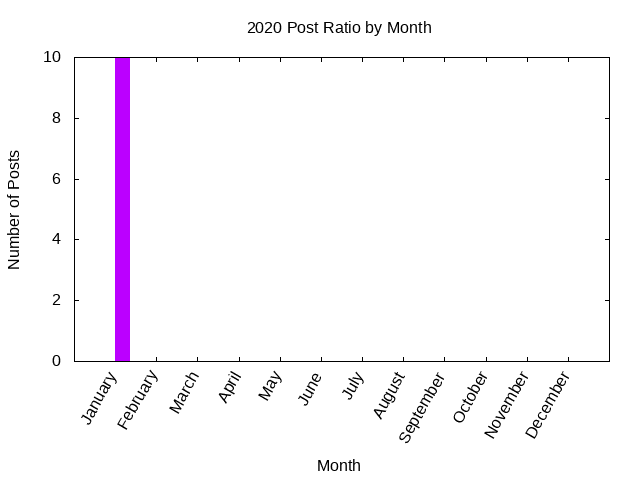 2020 Post Ratio by Month
10
8
6
4
2
0
Number of Posts
January
February
March
April
May
June
July
August
September
October
November
December
Month